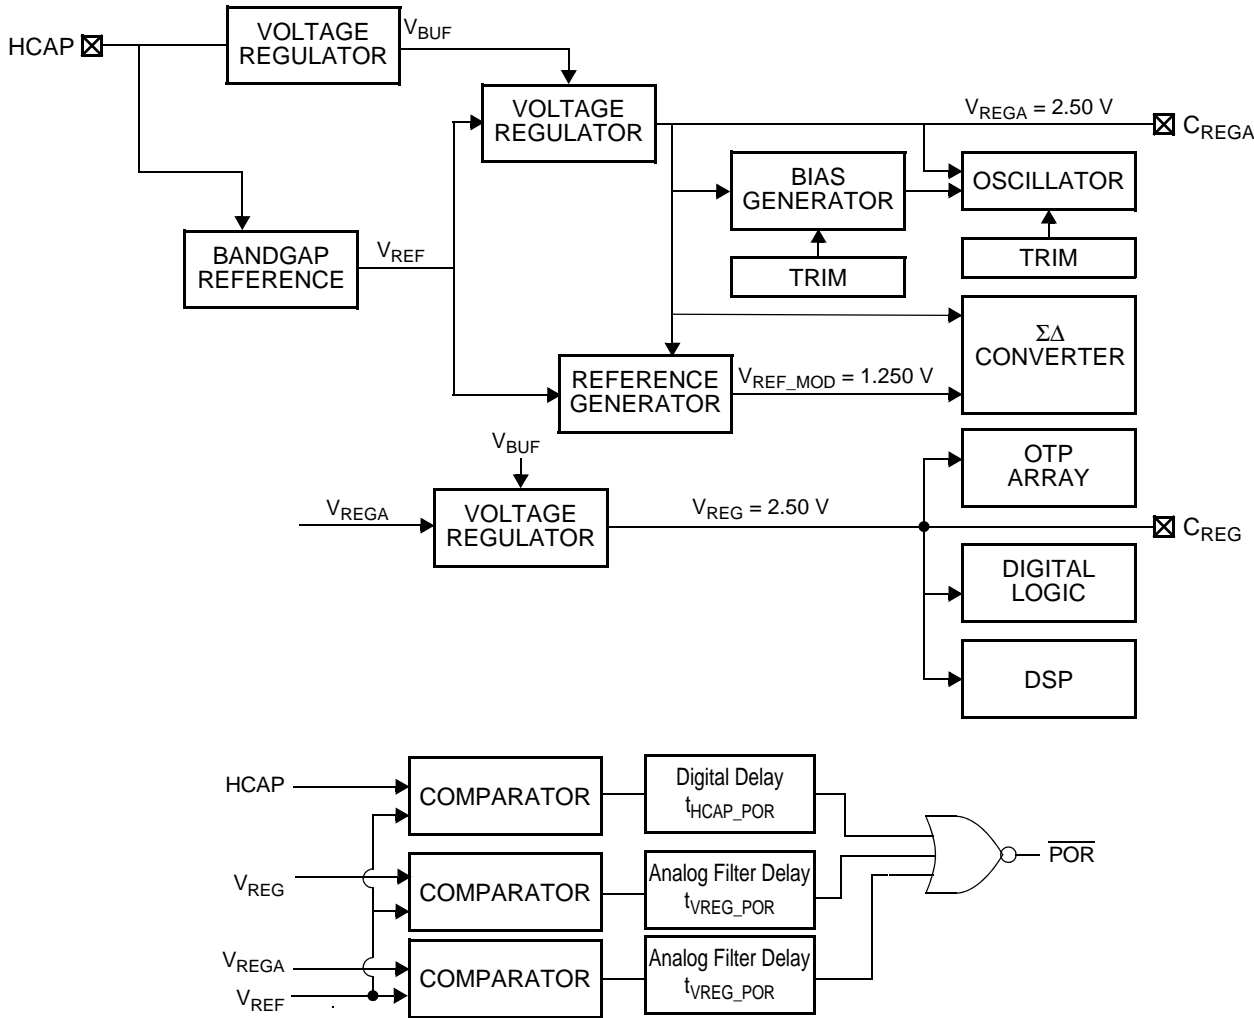 HCAP
VOLTAGE
REGULATOR
VBUF
VOLTAGE
REGULATOR
VREGA = 2.50 V
CREGA
BIAS
GENERATOR
OSCILLATOR
BANDGAP
REFERENCE
VREF
TRIM
TRIM
REFERENCE
GENERATOR
VREF_MOD = 1.250 V
ΣΔ
CONVERTER
VBUF
VREGA
VOLTAGE
REGULATOR
VREG = 2.50 V
OTP
ARRAY
CREG
DIGITAL
LOGIC
DSP
HCAP
COMPARATOR
Digital Delay
tHCAP_POR
VREG
COMPARATOR
Analog Filter Delay
tVREG_POR
POR
VREGA
VREF
COMPARATOR
Analog Filter Delay
tVREG_POR